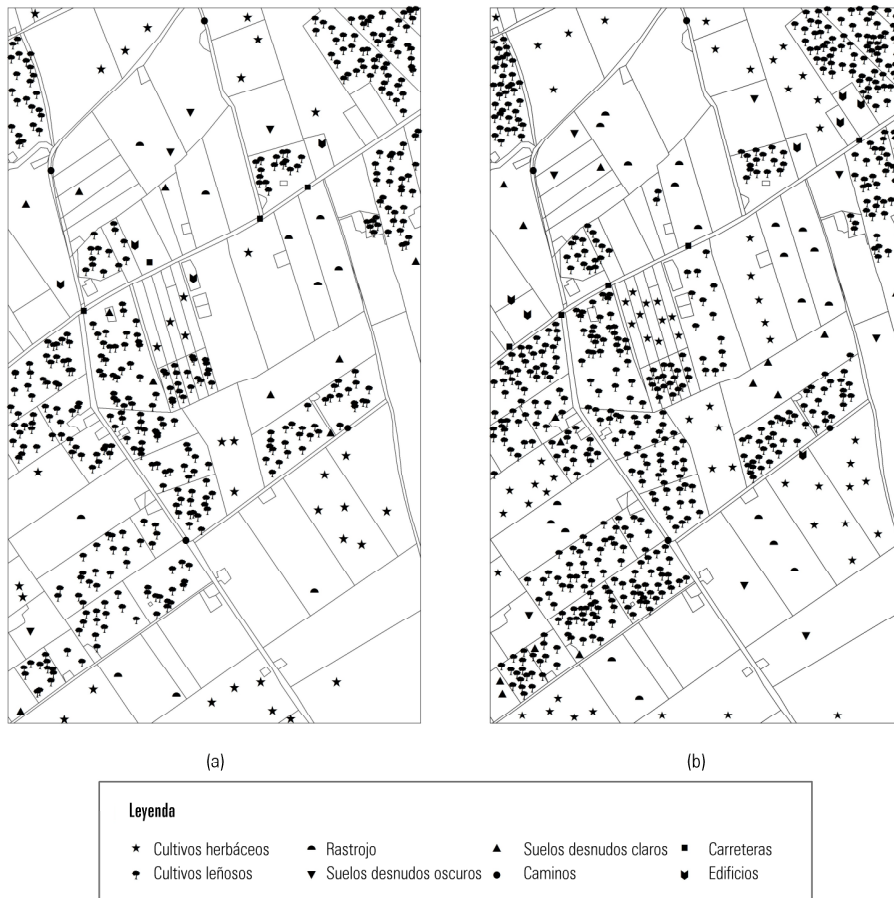 (a) (b)
Leyenda
Cultivos herbáceos Rastrojo Suelos desnudos claros Carreteras
Cultivos leñosos Suelos desnudos oscuros Caminos Edificios